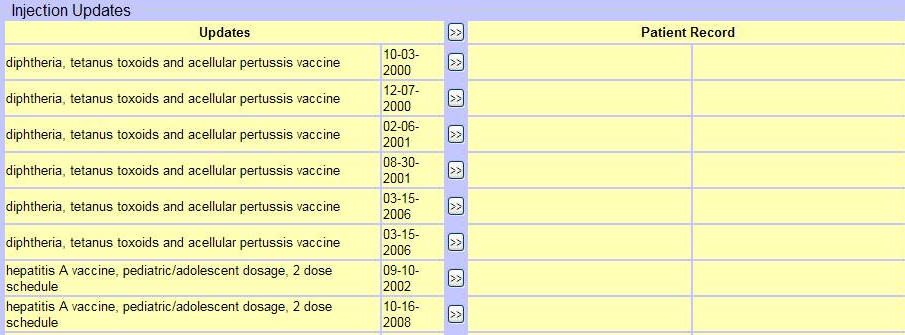 Injection Updates
Updates >> Patient Record
diphtheria, tetanus toxoids and acellular pertussis vaccine 10-03-
2000 >>
diphtheria, tetanus toxoids and acellular pertussis vaccine 12-07-
2000 >>
diphtheria, tetanus toxoids and acellular pertussis vaccine 02-06-
2001 >>
diphtheria, tetanus toxoids and acellular pertussis vaccine 08-30-
2001 >>
diphtheria, tetanus toxoids and acellular pertussis vaccine 03-15-
2006 >>
diphtheria, tetanus toxoids and acellular pertussis vaccine 03-15-
2006 >>
hepatitis A vaccine, pediatric/adolescent dosage, 2 dose 09-10-
schedule 2002 >>
hepatitis A vaccine, pediatric/adolescent dosage, 2 dose 10-16-
schedule 2008 >>